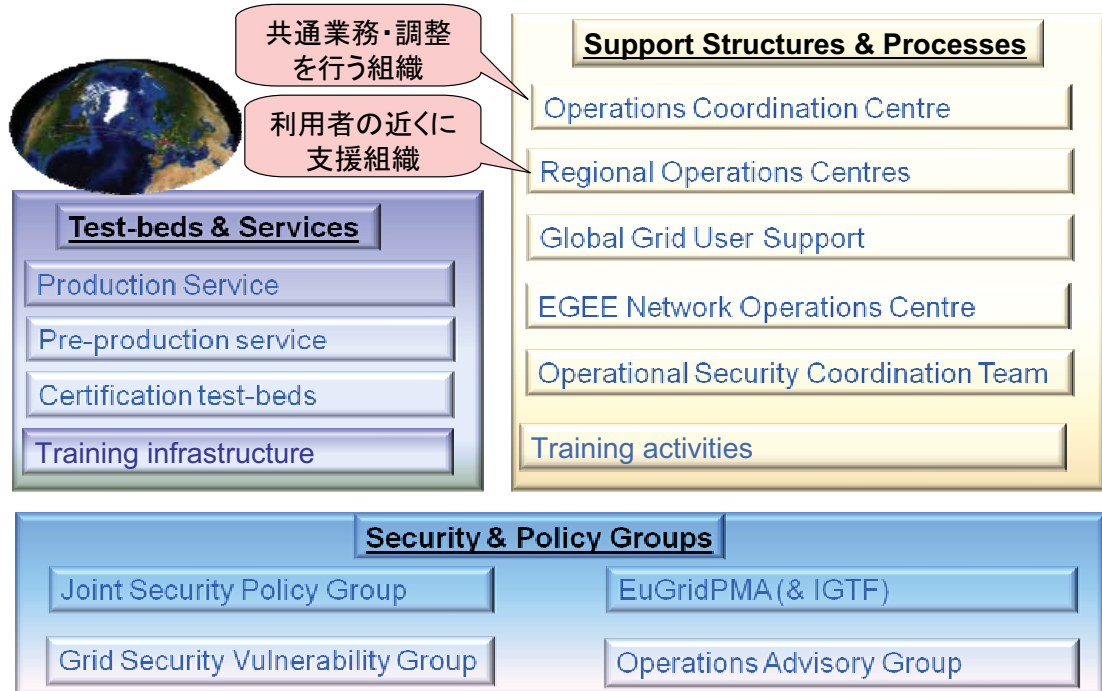 共通業務・調整
を行う組織
利用者の近くに
支援組織
Support Structures & Processes
Operations Coordination Centre
Regional Operations Centres
Global Grid User Support
EGEE Network Operations Centre
Operational Security Coordination Team
Training activities
Test-beds & Services
Production Service
Pre-production service
Certification test-beds
Training infrastructure
Security & Policy Groups
Joint Security Policy Group
EuGridPMA (& IGTF)
Grid Security Vulnerability Group
Operations Advisory Group